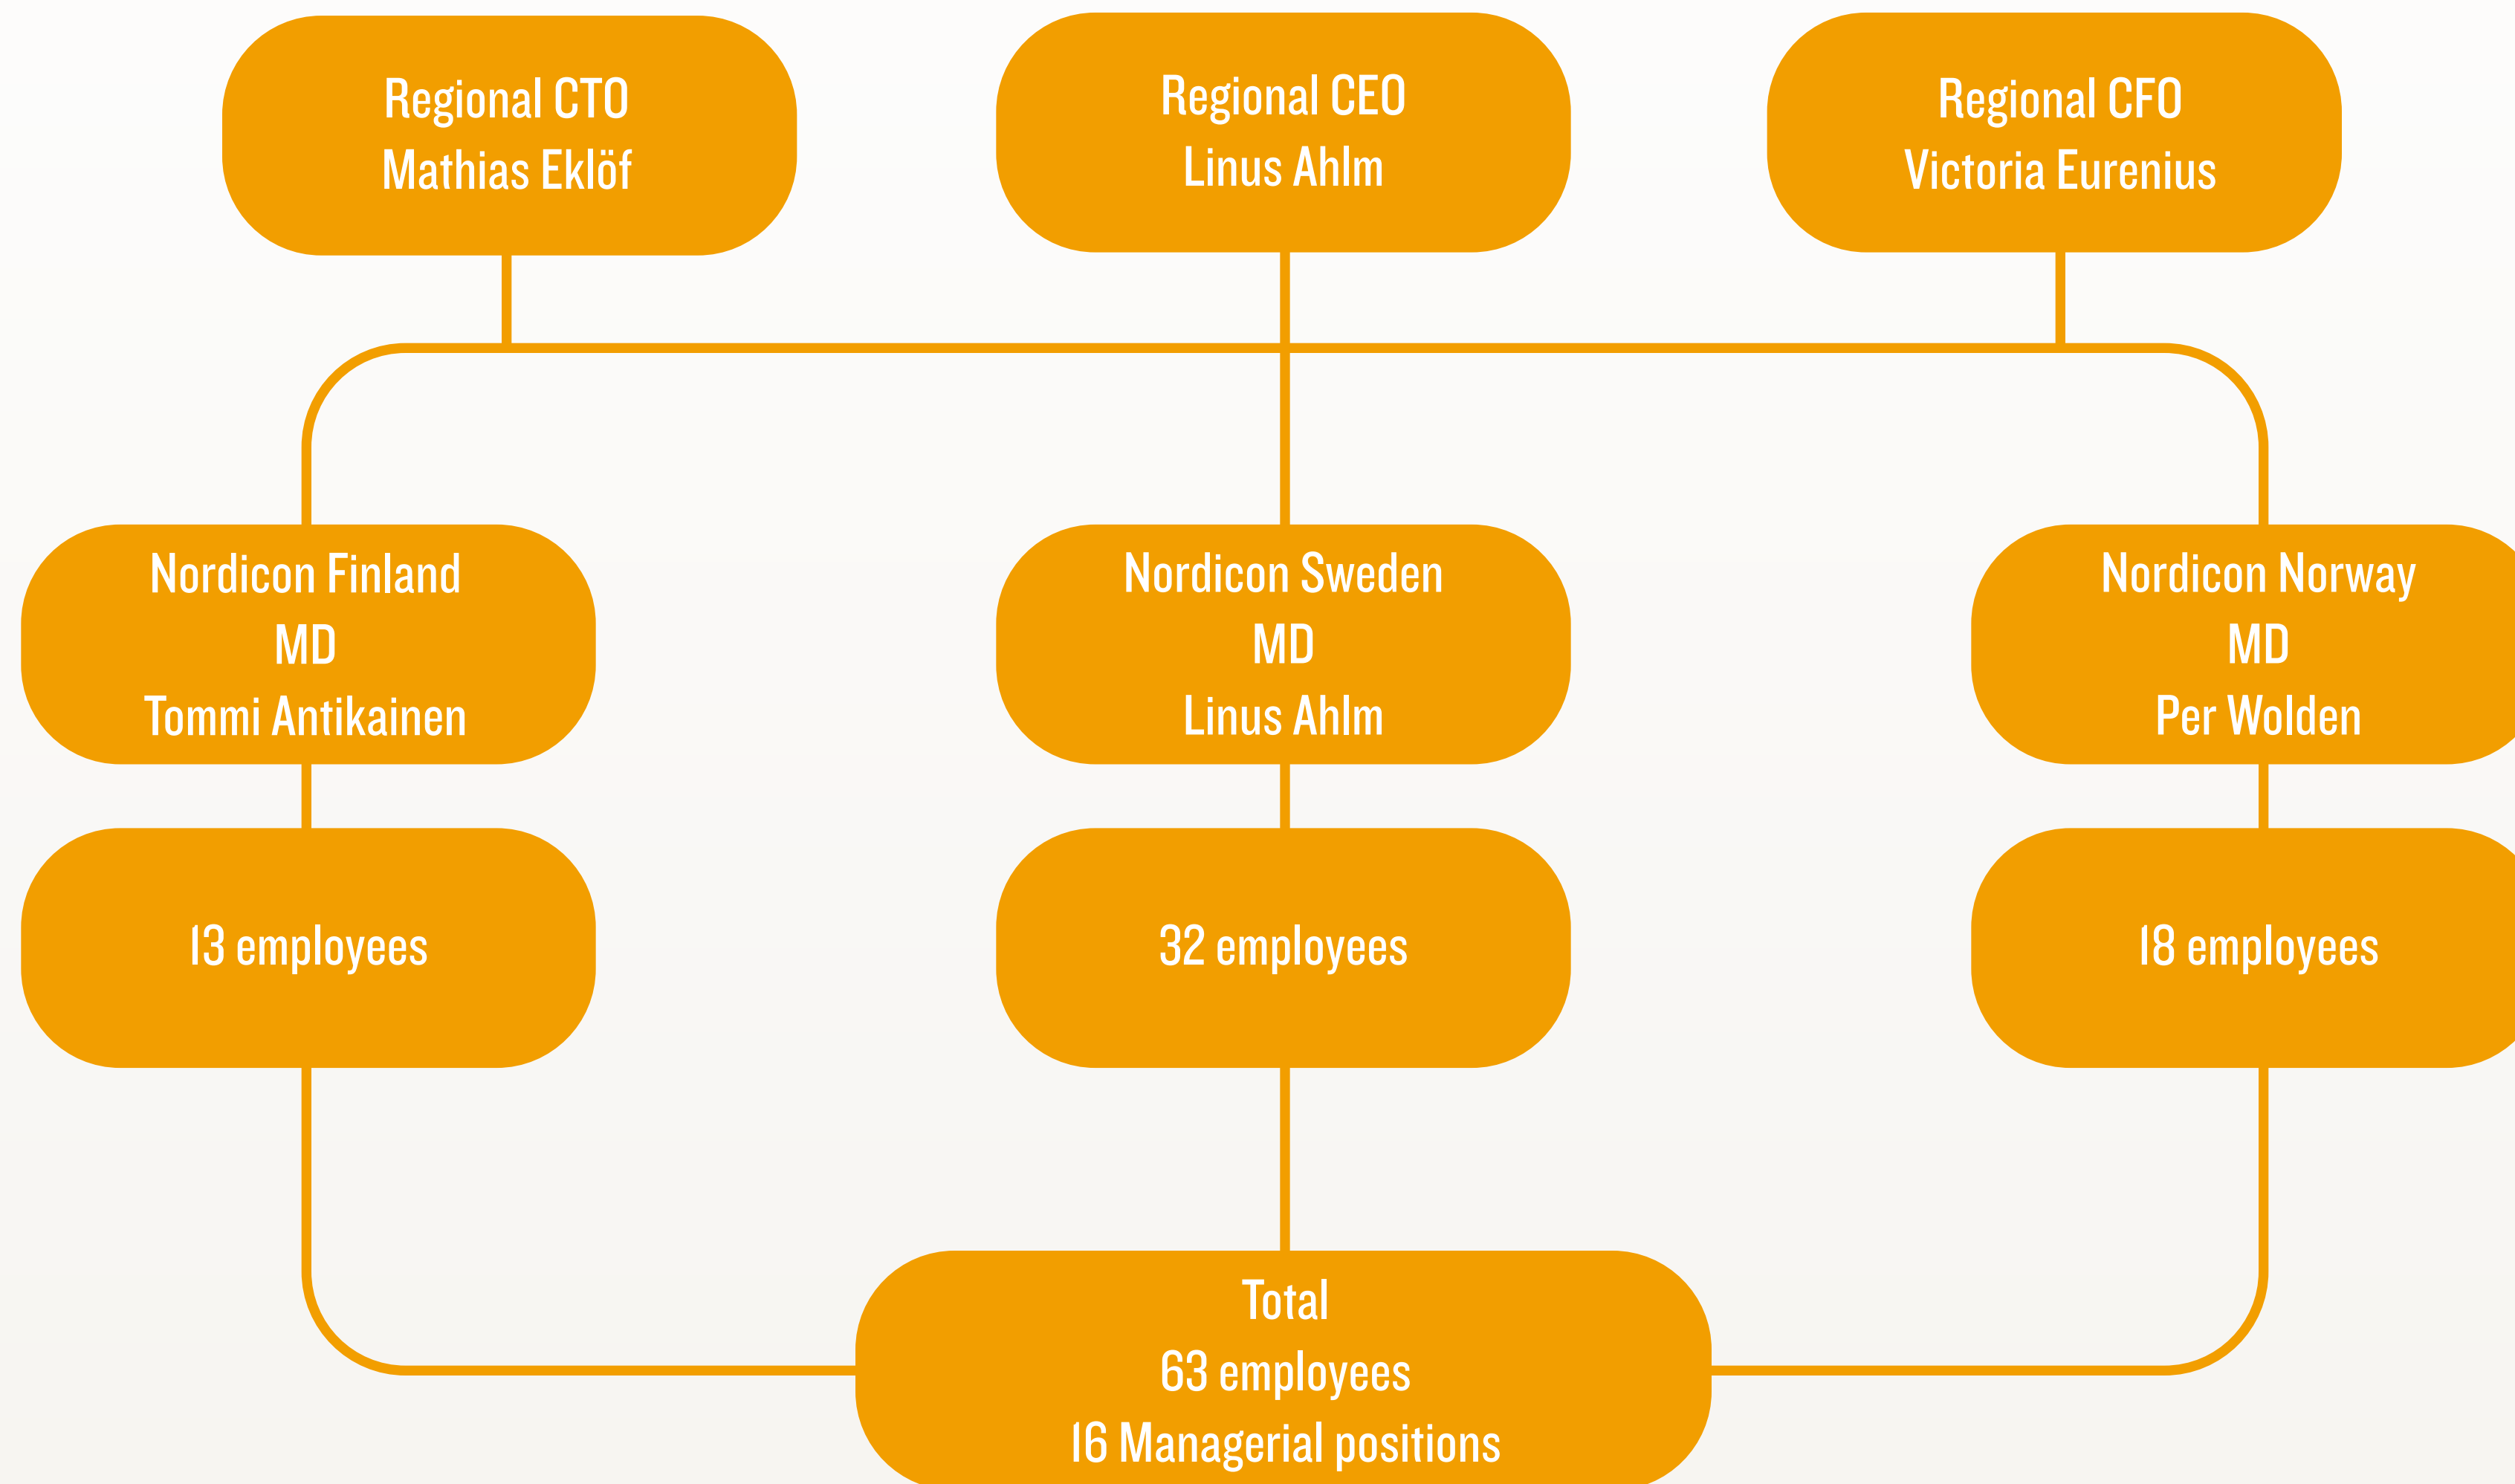 Regional CTO
Mathias Eklöf
Regional CEO
Linus Ahlm
Regional CFO
Victoria Eurenius
Nordicon Finland
MD
Tommi Antikainen
Nordicon Sweden
MD
Linus Ahlm
Nordicon Norway
MD
Per Wolden
13 employees
32 employees
18 employees
Total
63 employees
16 Managerial positions